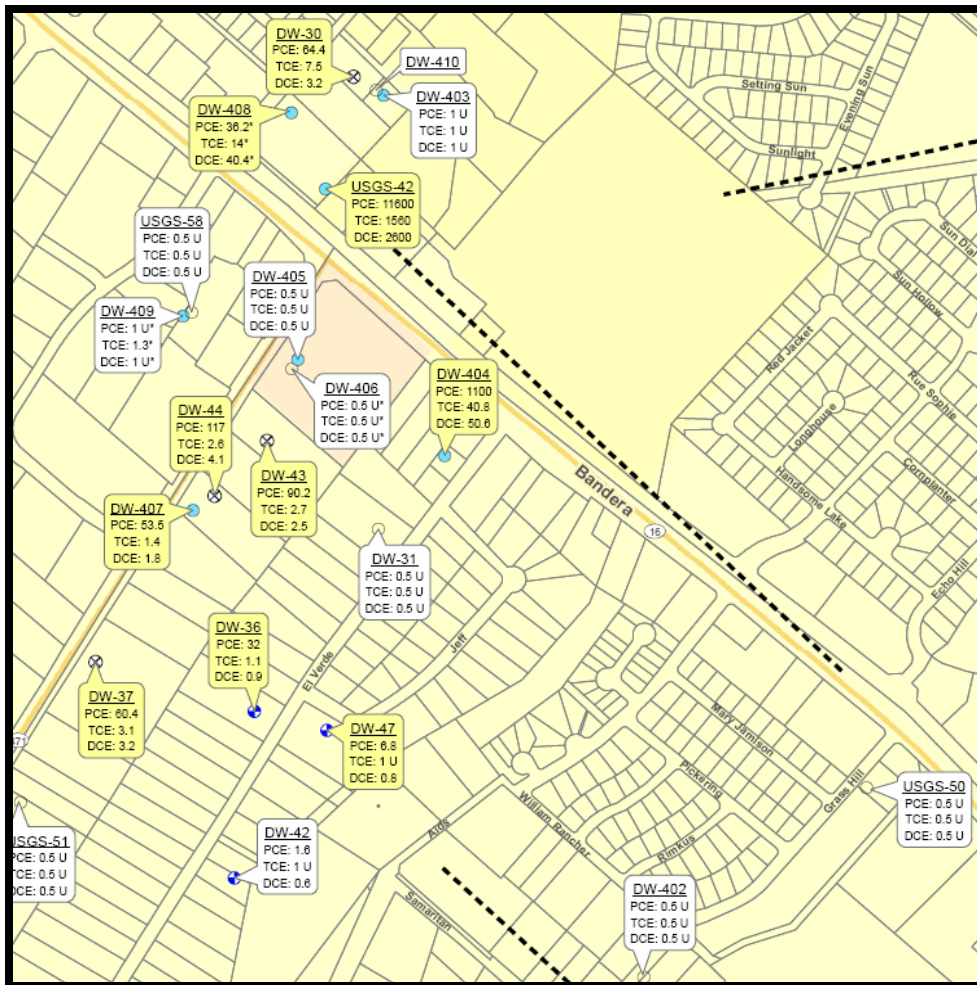 DW-30
PCE: 64.4
TCE: 7.5
DCE: 3.2
DW-410
DW-403
PCE: 1 U
TCE: 1 U
DCE: 1 U
DW-408
PCE: 36.2*
TCE: 14*
DCE: 40.4*
Setting Sun
Evening Sun
Sunlight
USGS-42
PCE: 11600
TCE: 1560
DCE: 2600
USGS-58
PCE: 0.5 U
TCE: 0.5 U
DCE: 0.5 U
Sun Dial
Sun Hollow
DW-405
PCE: 0.5 U
TCE: 0.5 U
DCE: 0.5 U
DW-409
PCE: 1 U*
TCE: 1.3*
DCE: 1 U*
Red Jacket
Rue Sophie
DW-406
PCE: 0.5 U*
TCE: 0.5 U*
DCE: 0.5 U*
DW-404
PCE: 1100
TCE: 40.8
DCE: 50.6
Longhouse
DW-44
PCE: 117
TCE: 2.6
DCE: 4.1
Cornplanter
Handsome Lake
DW-43
PCE: 90.2
TCE: 2.7
DCE: 2.5
Bandera
16
DW-407
PCE: 53.5
TCE: 1.4
DCE: 1.8
DW-31
PCE: 0.5 U
TCE: 0.5 U
DCE: 0.5 U
Echo Hill
DW-36
PCE: 32
TCE: 1.1
DCE: 0.9
Jeff
El Verde
DW-37
PCE: 60.4
TCE: 3.1
DCE: 3.2
DW-47
PCE: 6.8
TCE: 1 U
DCE: 0.8
Mary Jamison
Pickering
Grass Hill
USGS-50
PCE: 0.5 U
TCE: 0.5 U
DCE: 0.5 U
471
USGS-51
PCE: 0.5 U
TCE: 0.5 U
DCE: 0.5 U
DW-42
PCE: 1.6
TCE: 1 U
DCE: 0.6
Alds
William Rancher
Rimkus
Samaritan
DW-402
PCE: 0.5 U
TCE: 0.5 U
DCE: 0.5 U